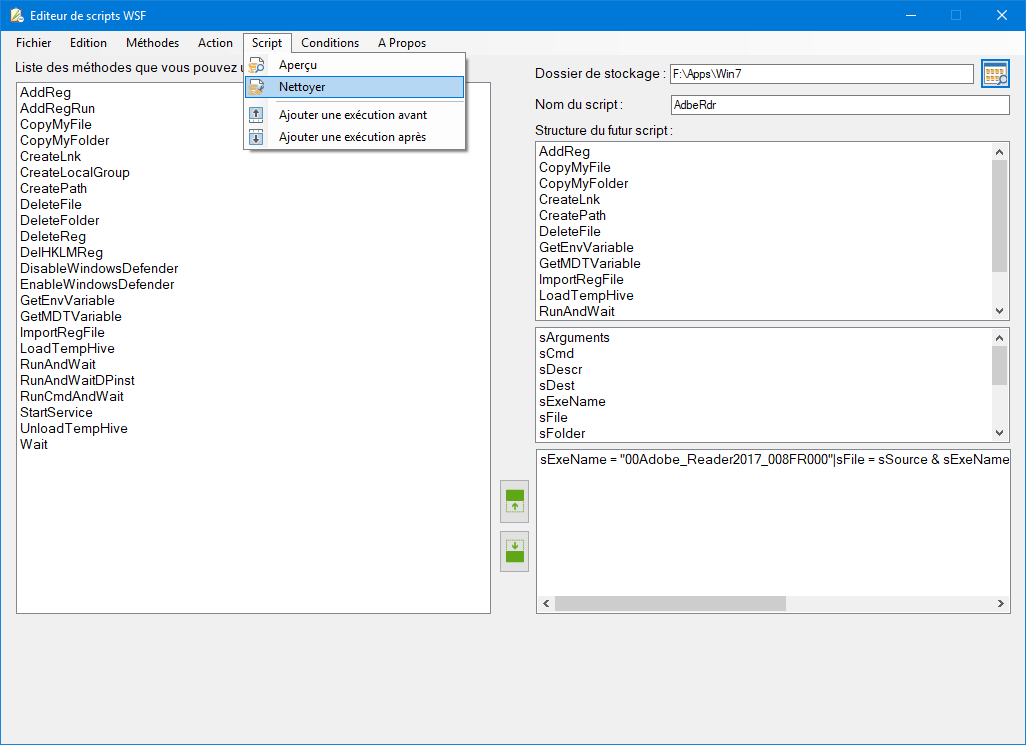 Editeur de scripts WSF
Fichier Edition Méthodes Action Script Conditions A Propos
Liste des méthodes que vous pouvez
Aperçu
Nettoyer
Ajouter une exécution avant
Ajouter une exécution après
AddReg
AddRegRun
CopyMyFile
CopyMyFolder
CreateLnk
CreateLocalGroup
CreatePath
DeleteFile
DeleteFolder
DeleteReg
DelHKLMReg
DisableWindowsDefender
EnableWindowsDefender
GetEnvVariable
GetMDTVariable
ImportRegFile
LoadTempHive
RunAndWait
RunAndWaitDPinst
RunCmdAndWait
StartService
UnloadTempHive
Wait
Dossier de stockage : F:\Apps\Win7
Nom du script : AdbeRdr
Structure du futur script :
AddReg
CopyMyFile
CopyMyFolder
CreateLnk
CreatePath
DeleteFile
GetEnvVariable
GetMDTVariable
ImportRegFile
LoadTempHive
RunAndWait
sArguments
sCmd
sDescr
sDest
sExeName
sFile
sFolder
sExeName = "00Adobe_Reader2017_008FR000"|sFile = sSource & sExeName